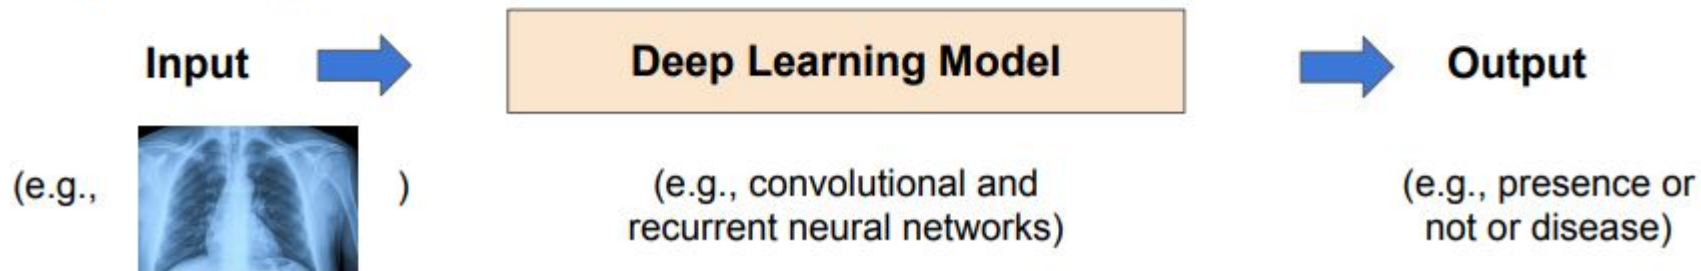 Input
Deep Learning Model
Output
(e.g., )
(e.g., convolutional and
recurrent neural networks)
(e.g., presence or
not or disease)